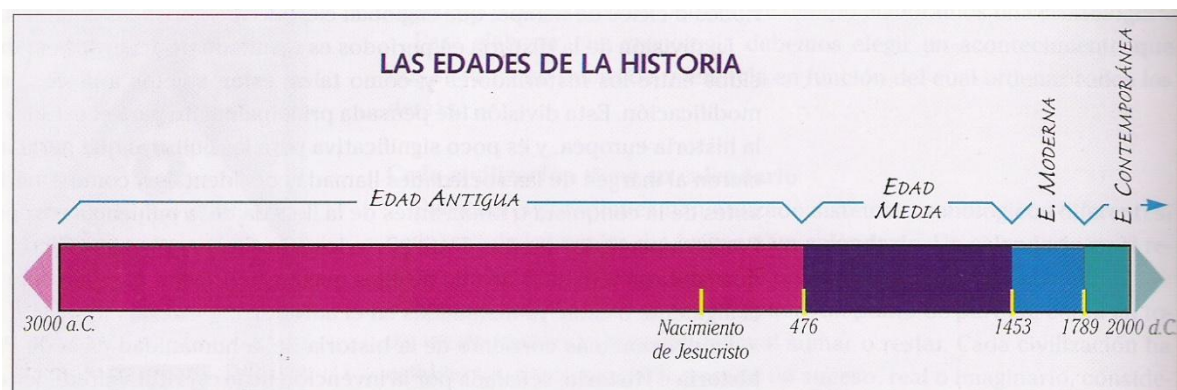 LAS EDADES DE LA HISTORIA
EDAD ANTIGUA
EDAD
MEDIA
E. MODERNA
E. CONTEMPORÁNEA
3000 a.C.
Nacimiento
de Jesucristo
476
1453
1789
2000 d.C.